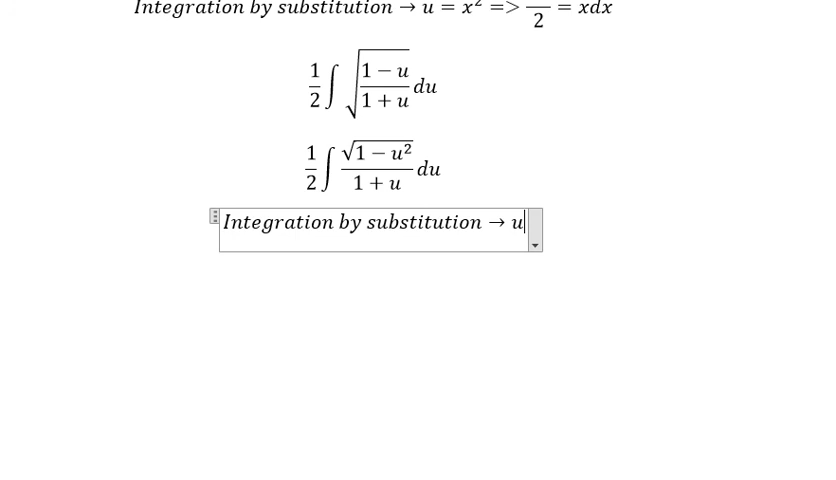 Integration by substitution → u = x² => — 2 = xdx
1/2 ∫ √((1 − u)/(1 + u)) du
1/2 ∫ √(1 − u²)/(1 + u) du
Integration by substitution → u